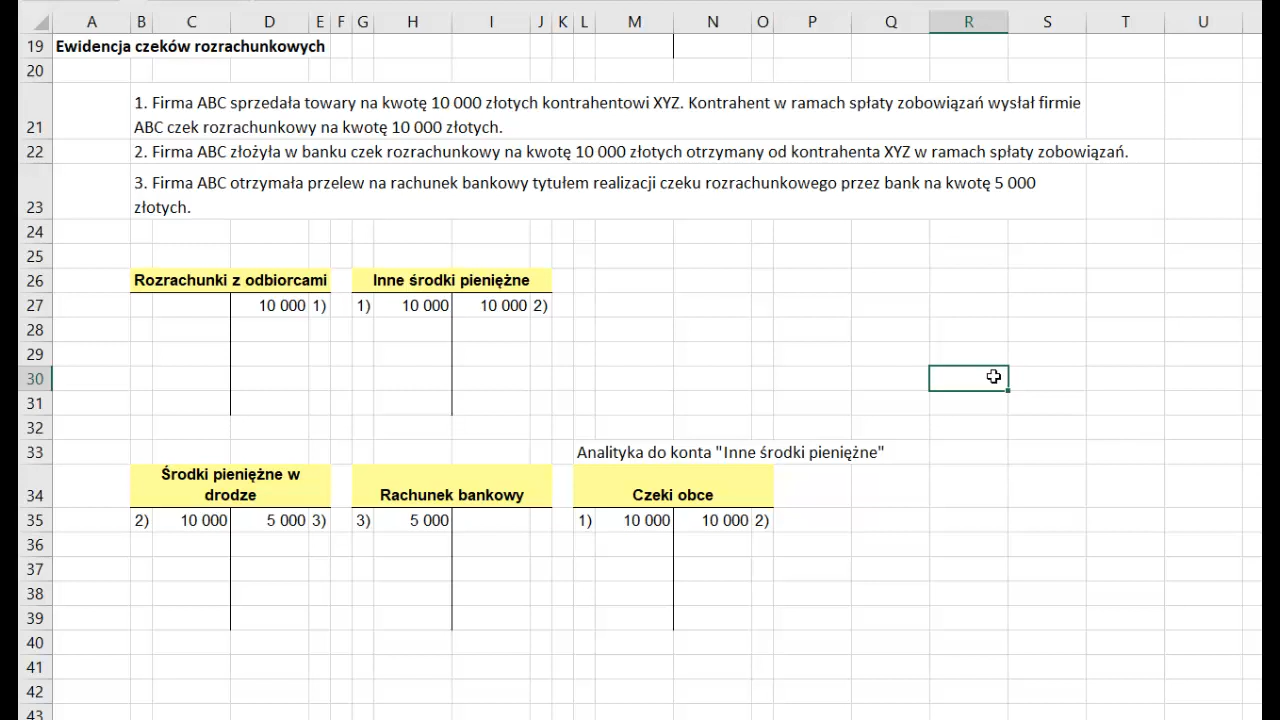 A B C D E F G H I J K L M N O P Q R S T U
19 Ewidencja czeków rozrachunkowych
20
1. Firma ABC sprzedała towary na kwotę 10 000 złotych kontrahentowi XYZ. Kontrahent w ramach spłaty zobowiązań wysłał firmie
21 ABC czek rozrachunkowy na kwotę 10 000 złotych.
22 2. Firma ABC złożyła w banku czek rozrachunkowy na kwotę 10 000 złotych otrzymany od kontrahenta XYZ w ramach spłaty zobowiązań.
3. Firma ABC otrzymała przelew na rachunek bankowy tytułem realizacji czeku rozrachunkowego przez bank na kwotę 5 000
23 złotych.
24
25
26 Rozrachunki z odbiorcami Inne środki pieniężne
27 10 000 1) 1) 10 000 10 000 2)
28
29
30
31
32
33 Analityka do konta "Inne środki pieniężne"
Środki pieniężne w
34 drodze Rachunek bankowy Czeki obce
35 2) 10 000 5 000 3) 3) 5 000 1) 10 000 10 000 2)
36
37
38
39
40
41
42
43